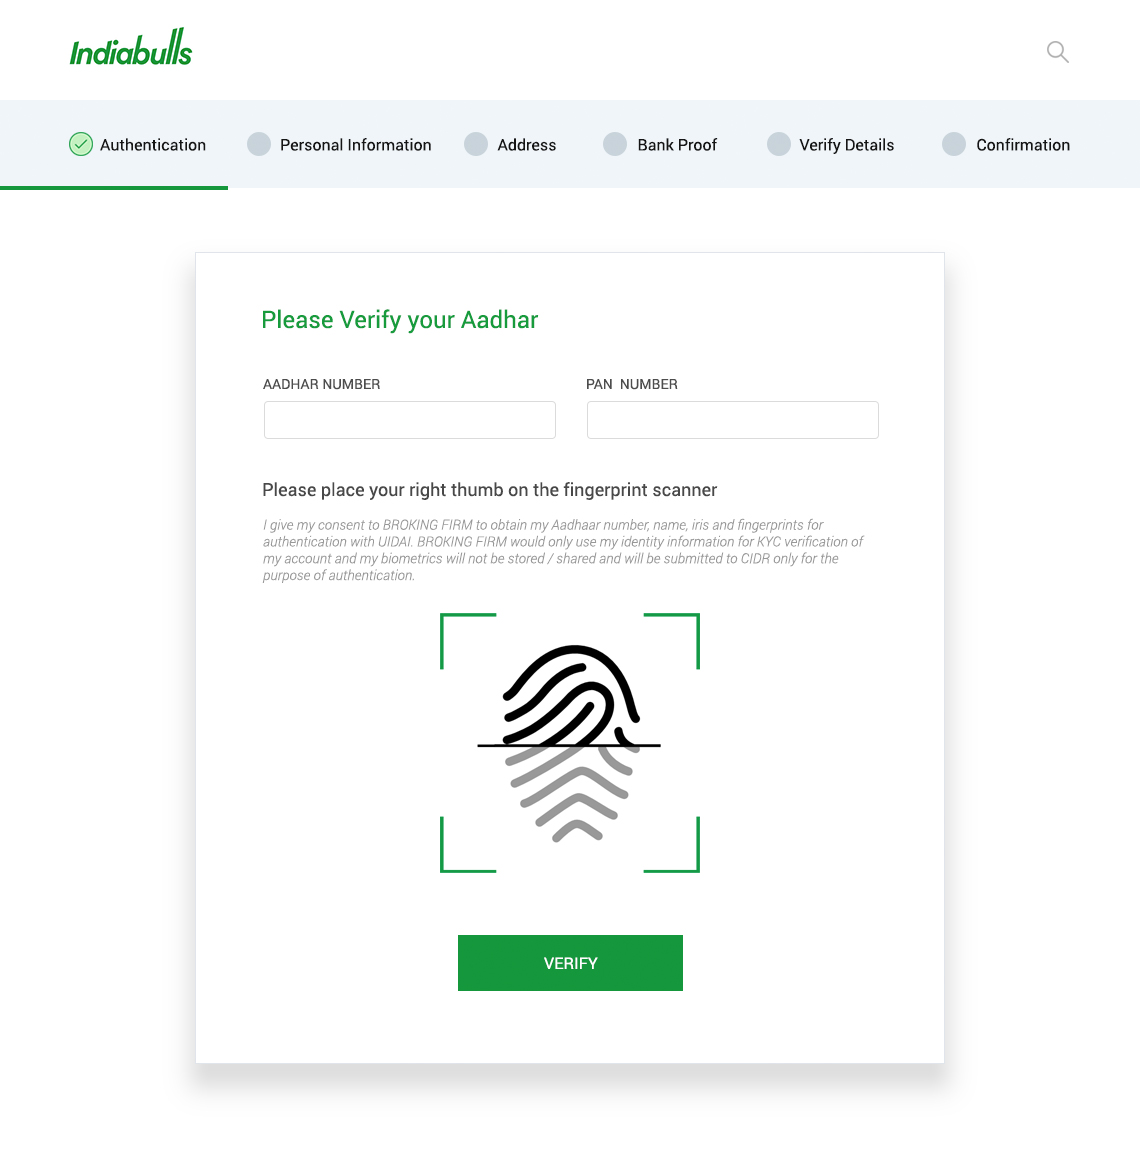 Indiabulls
Authentication
Personal Information
Address
Bank Proof
Verify Details
Confirmation
Please Verify your Aadhar
AADHAR NUMBER
PAN  NUMBER
Please place your right thumb on the fingerprint scanner
I give my consent to BROKING FIRM to obtain my Aadhaar number, name, iris and fingerprints for
authentication with UIDAI. BROKING FIRM would only use my identity information for KYC verification of
my account and my biometrics will not be stored / shared and will be submitted to CIDR only for the
purpose of authentication.
VERIFY